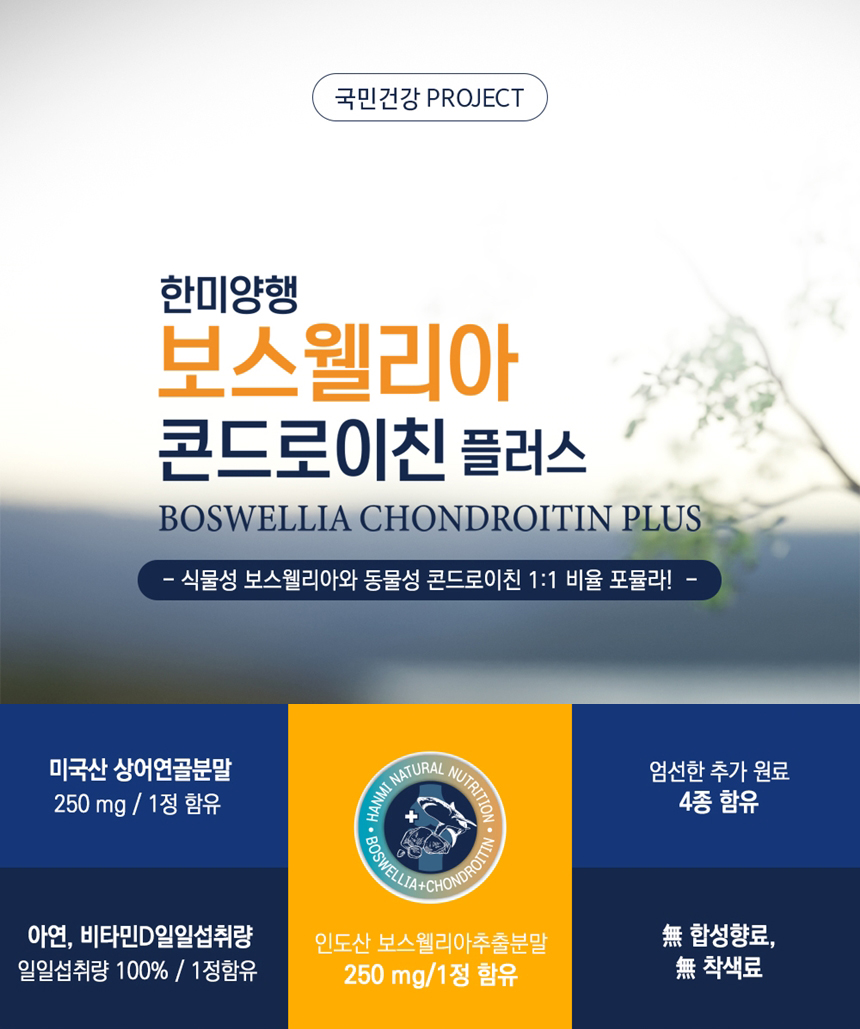 국민건강 PROJECT
한미양행
보스웰리아
콘드로이친 플러스
BOSWELLIA CHONDROITIN PLUS
- 식물성 보스웰리아와 동물성 콘드로이친 1:1 비율 포뮬라! -
미국산 상어연골분말
250 mg / 1정 함유
HANMI NATURAL NUTRITION
BOSWELLIA+CHONDROITIN
인도산 보스웰리아추출분말
250 mg/1정 함유
엄선한 추가 원료
4종 함유
아연, 비타민D일일섭취량
일일섭취량 100% / 1정함유
無 합성향료,
無 착색료